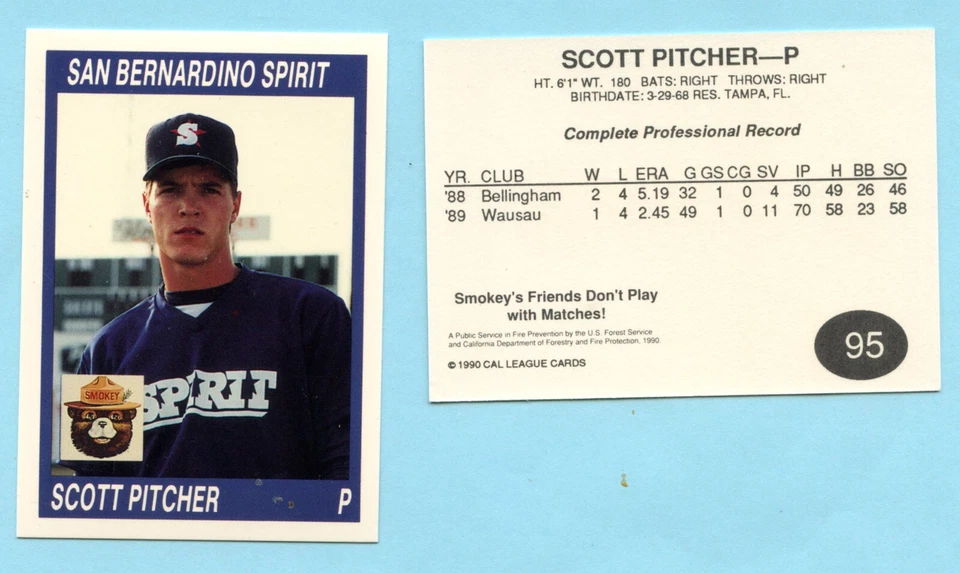 SAN BERNARDINO SPIRIT
S
SPIRIT
SMOKEY
SCOTT PITCHER P
SCOTT PITCHER—P
HT. 6'1" WT. 180 BATS: RIGHT THROWS: RIGHT
BIRTHDATE: 3-29-68 RES. TAMPA, FL.
Complete Professional Record
YR. CLUB W L ERA G GS CG SV IP H BB SO
'88 Bellingham 2 4 5.19 32 1 0 4 50 49 26 46
'89 Wausau 1 4 2.45 49 1 0 11 70 58 23 58
Smokey's Friends Don't Play
with Matches!
A Public Service in Fire Prevention by the U.S. Forest Service
and California Department of Forestry and Fire Protection, 1990.
© 1990 CAL LEAGUE CARDS
95